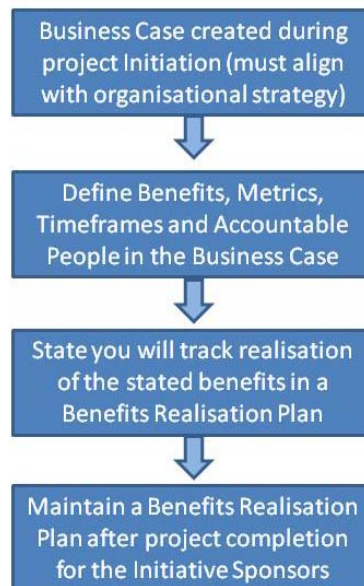 Business Case created during
project Initiation (must align
with organisational strategy)
Define Benefits, Metrics,
Timeframes and Accountable
People in the Business Case
State you will track realisation
of the stated benefits in a
Benefits Realisation Plan
Maintain a Benefits Realisation
Plan after project completion
for the Initiative Sponsors